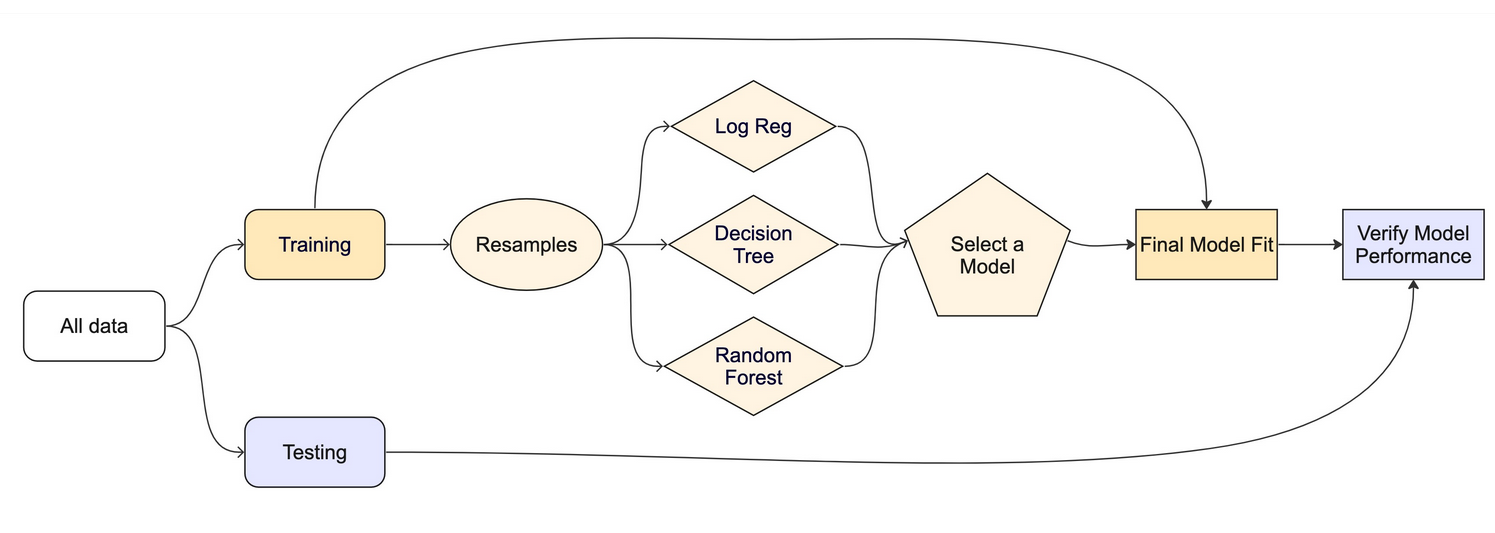 All data
Training
Testing
Resamples
Log Reg
Decision
Tree
Random
Forest
Select a
Model
Final Model Fit
Verify Model
Performance